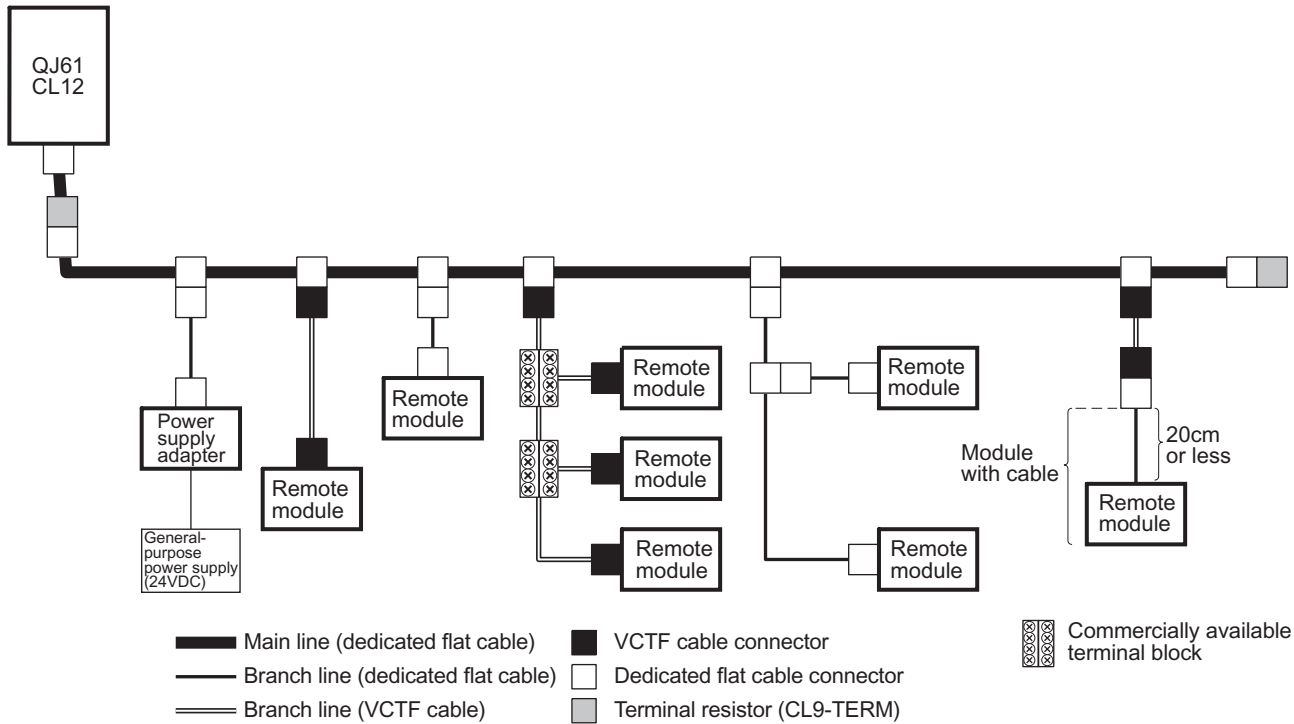 QJ61
CL12
Remote
module
Remote
module
Remote
module
Power
supply
adapter
Remote
module
20cm
or less
Module
with cable
Remote
module
Remote
module
Remote
module
General-
purpose
power supply
(24VDC)
Remote
module
Remote
module
Main line (dedicated flat cable)
VCTF cable connector
Commercially available
terminal block
Branch line (dedicated flat cable)
Dedicated flat cable connector
Branch line (VCTF cable)
Terminal resistor (CL9-TERM)